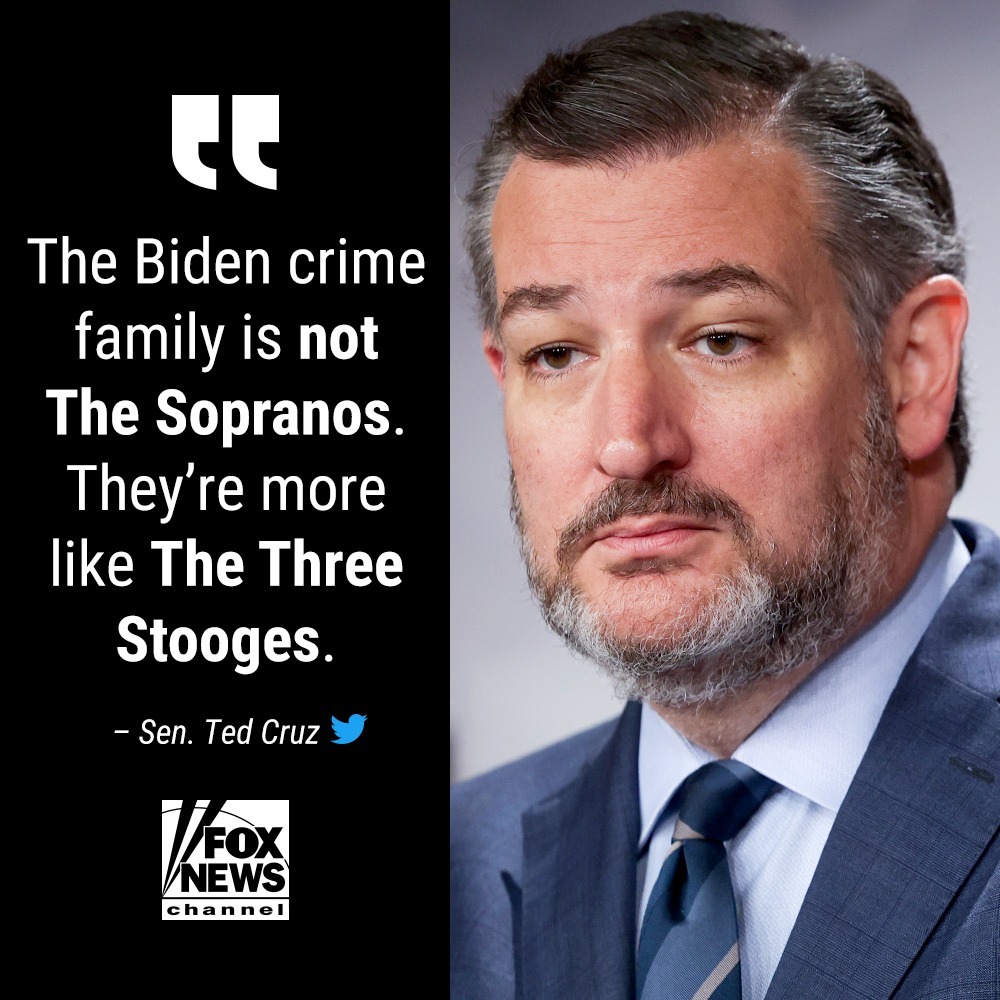 The Biden crime
family is not
The Sopranos.
They’re more
like The Three
Stooges.
– Sen. Ted Cruz
FOX
NEWS
channel